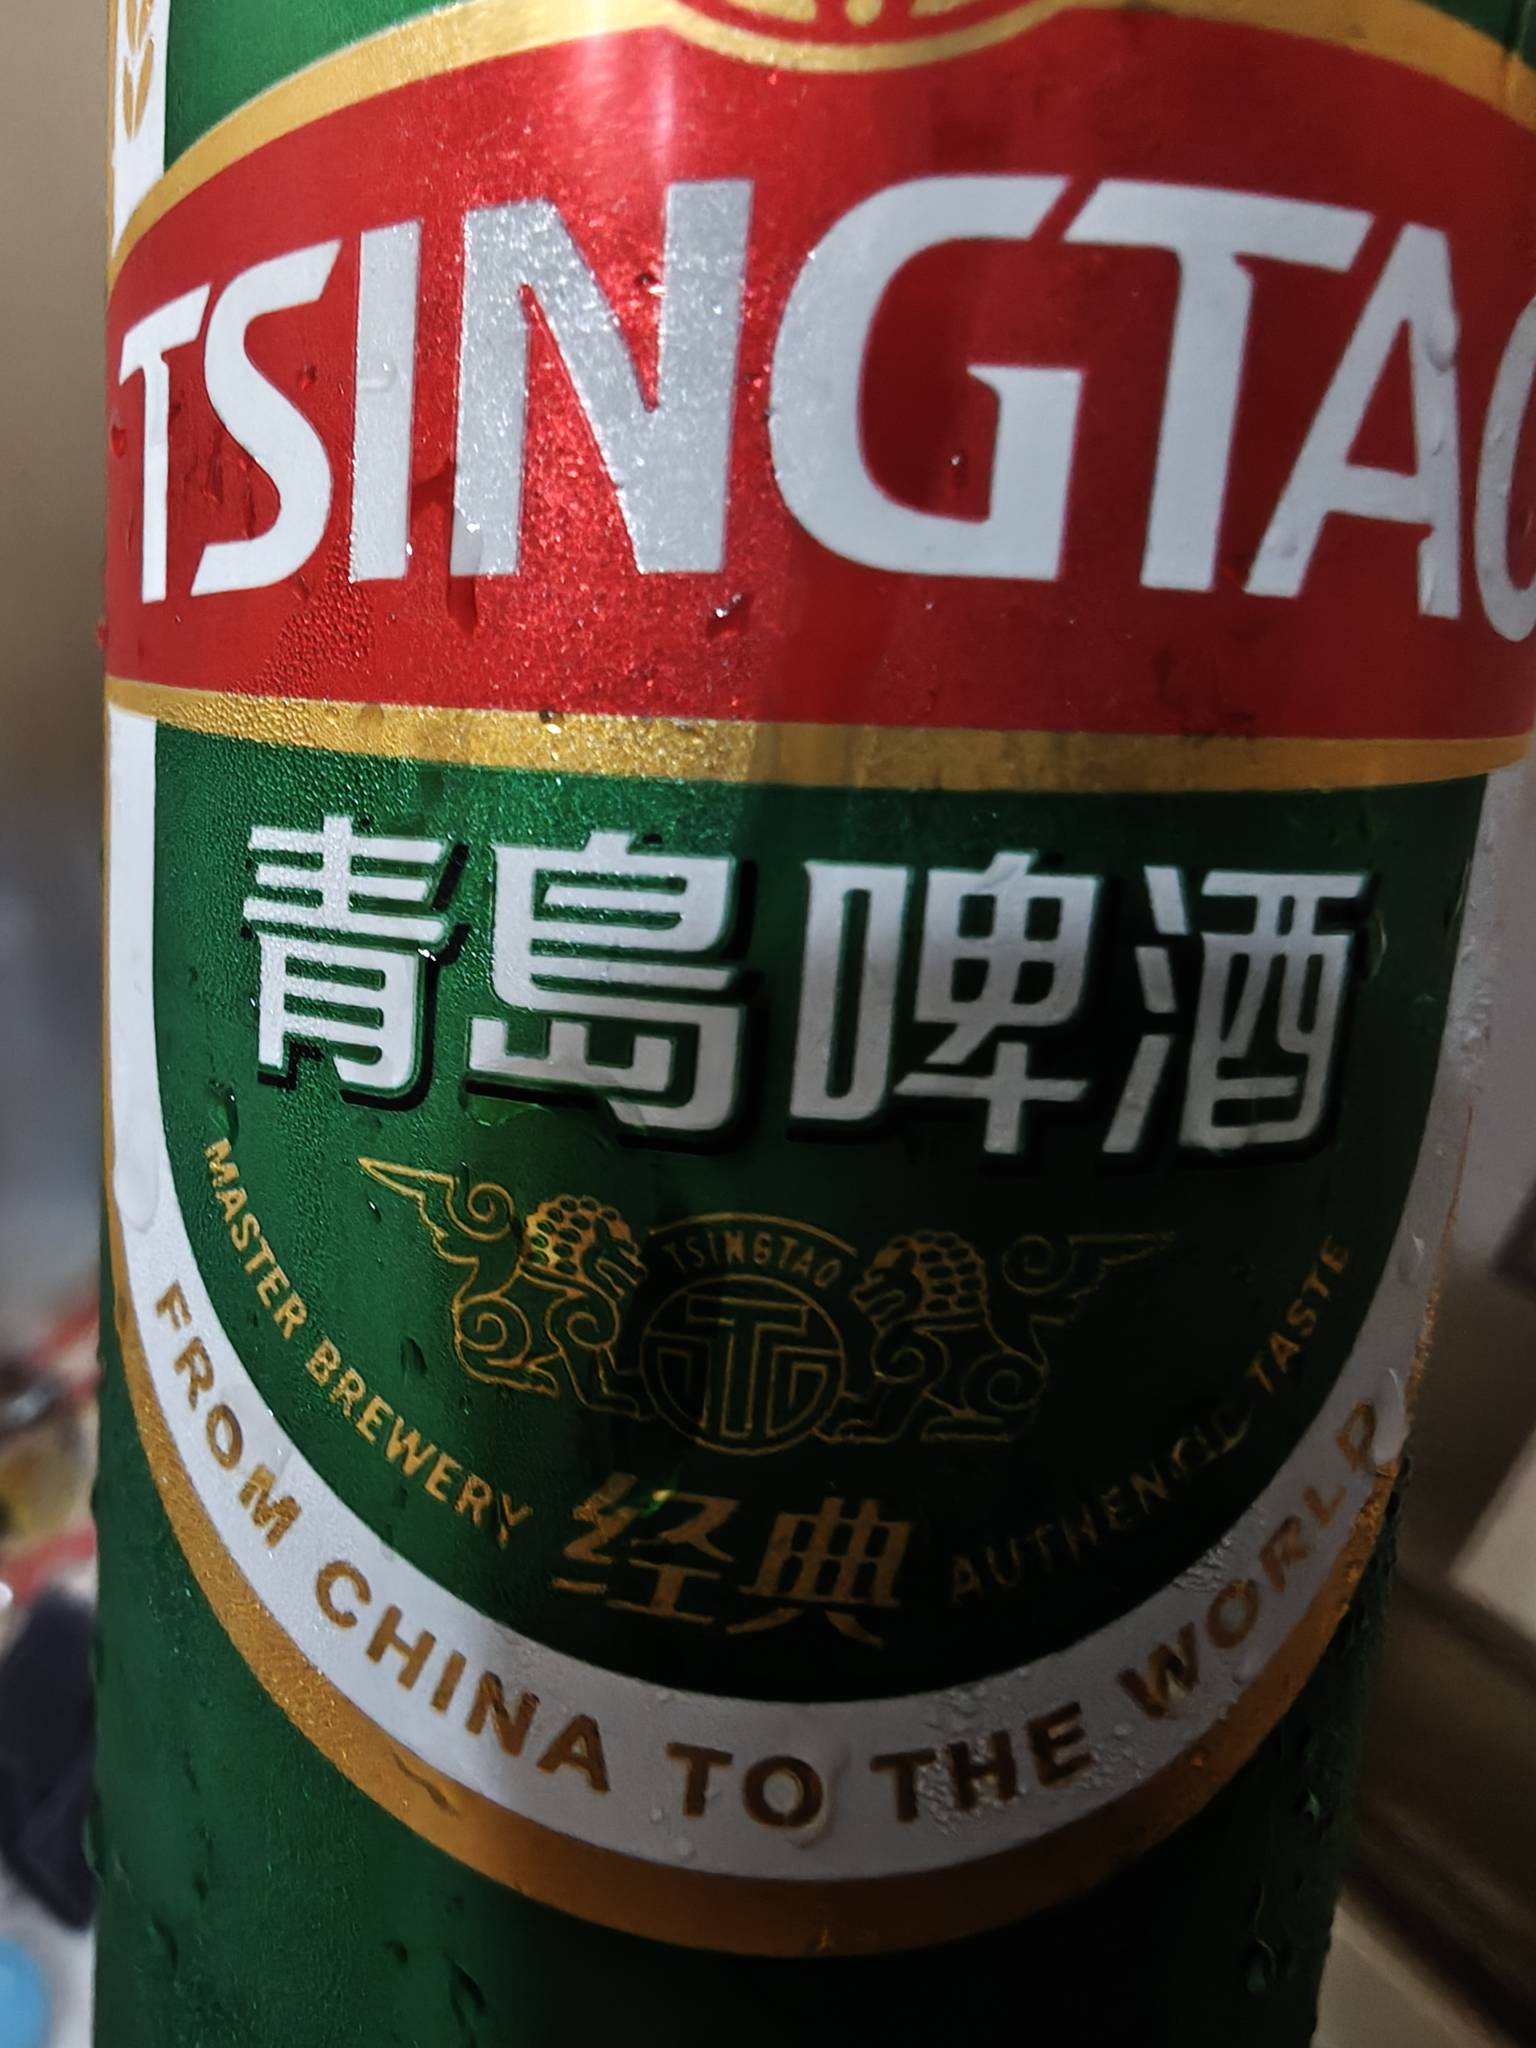 TSINGTAO
青島啤酒
TSINGTAO
MASTER BREWERY
经典
AUTHENTIC TASTE
FROM CHINA TO THE WORLD